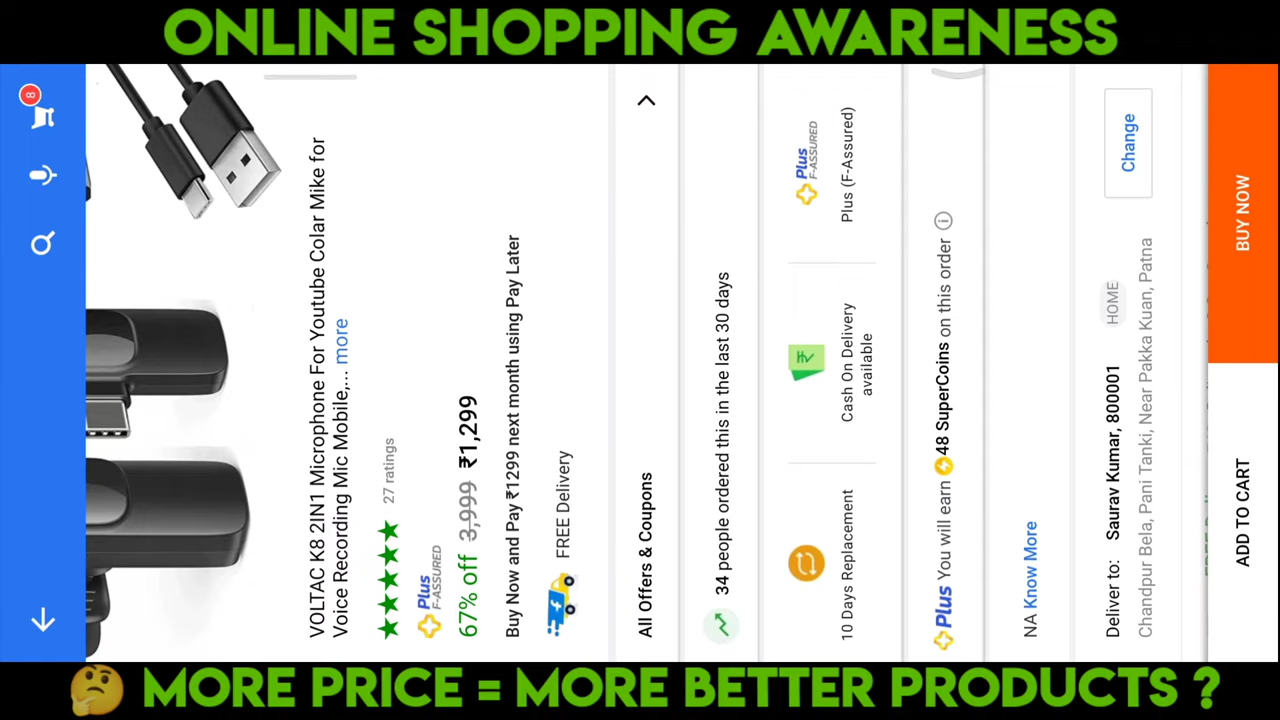 ONLINE SHOPPING AWARENESS
8
VOLTAC K8 2IN1 Microphone For Youtube Colar Mike for
Voice Recording Mic Mobile,... more
27 ratings
Plus
F-ASSURED
67% off 3,999 ₹1,299
Buy Now and Pay ₹1299 next month using Pay Later
FREE Delivery
All Offers & Coupons
34 people ordered this in the last 30 days
10 Days Replacement
Cash On Delivery
available
Plus
F-ASSURED
Plus (F-Assured)
Plus You will earn 48 SuperCoins on this order
NA Know More
Deliver to: Saurav Kumar, 800001 HOME
Chandpur Bela, Pani Tanki, Near Pakka Kuan, Patna
Change
ADD TO CART
BUY NOW
🤔 MORE PRICE = MORE BETTER PRODUCTS ?